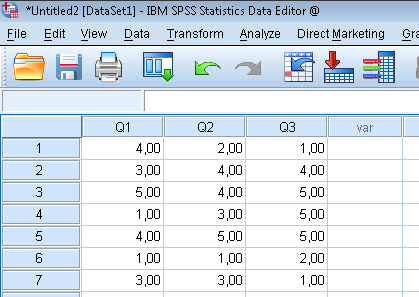 *Untitled2 [DataSet1] - IBM SPSS Statistics Data Editor @
File Edit View Data Transform Analyze Direct Marketing Gra
Q1 Q2 Q3 var
1 4,00 2,00 1,00
2 3,00 4,00 4,00
3 5,00 4,00 5,00
4 1,00 3,00 5,00
5 4,00 5,00 5,00
6 1,00 1,00 2,00
7 3,00 3,00 1,00